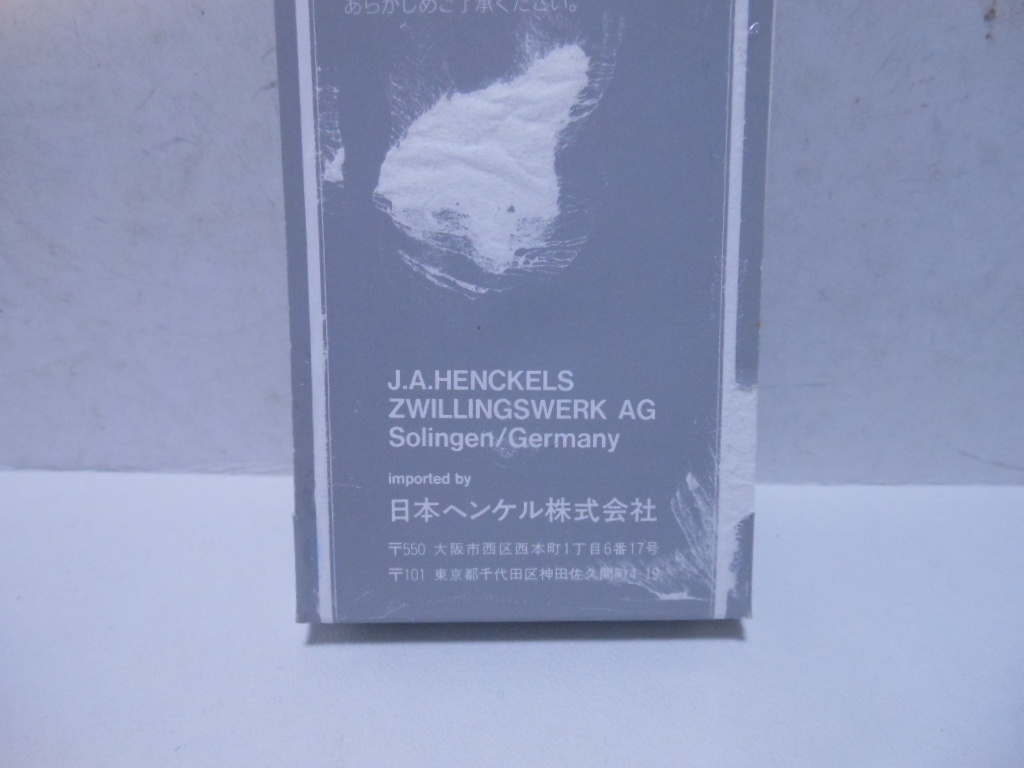 あらかじめご了承ください。
J.A.HENCKELS
ZWILLINGSWERK AG
Solingen/Germany
imported by
日本ヘンケル株式会社
〒550 大阪市西区西本町1丁目6番17号
〒101 東京都千代田区神田佐久間町4-19